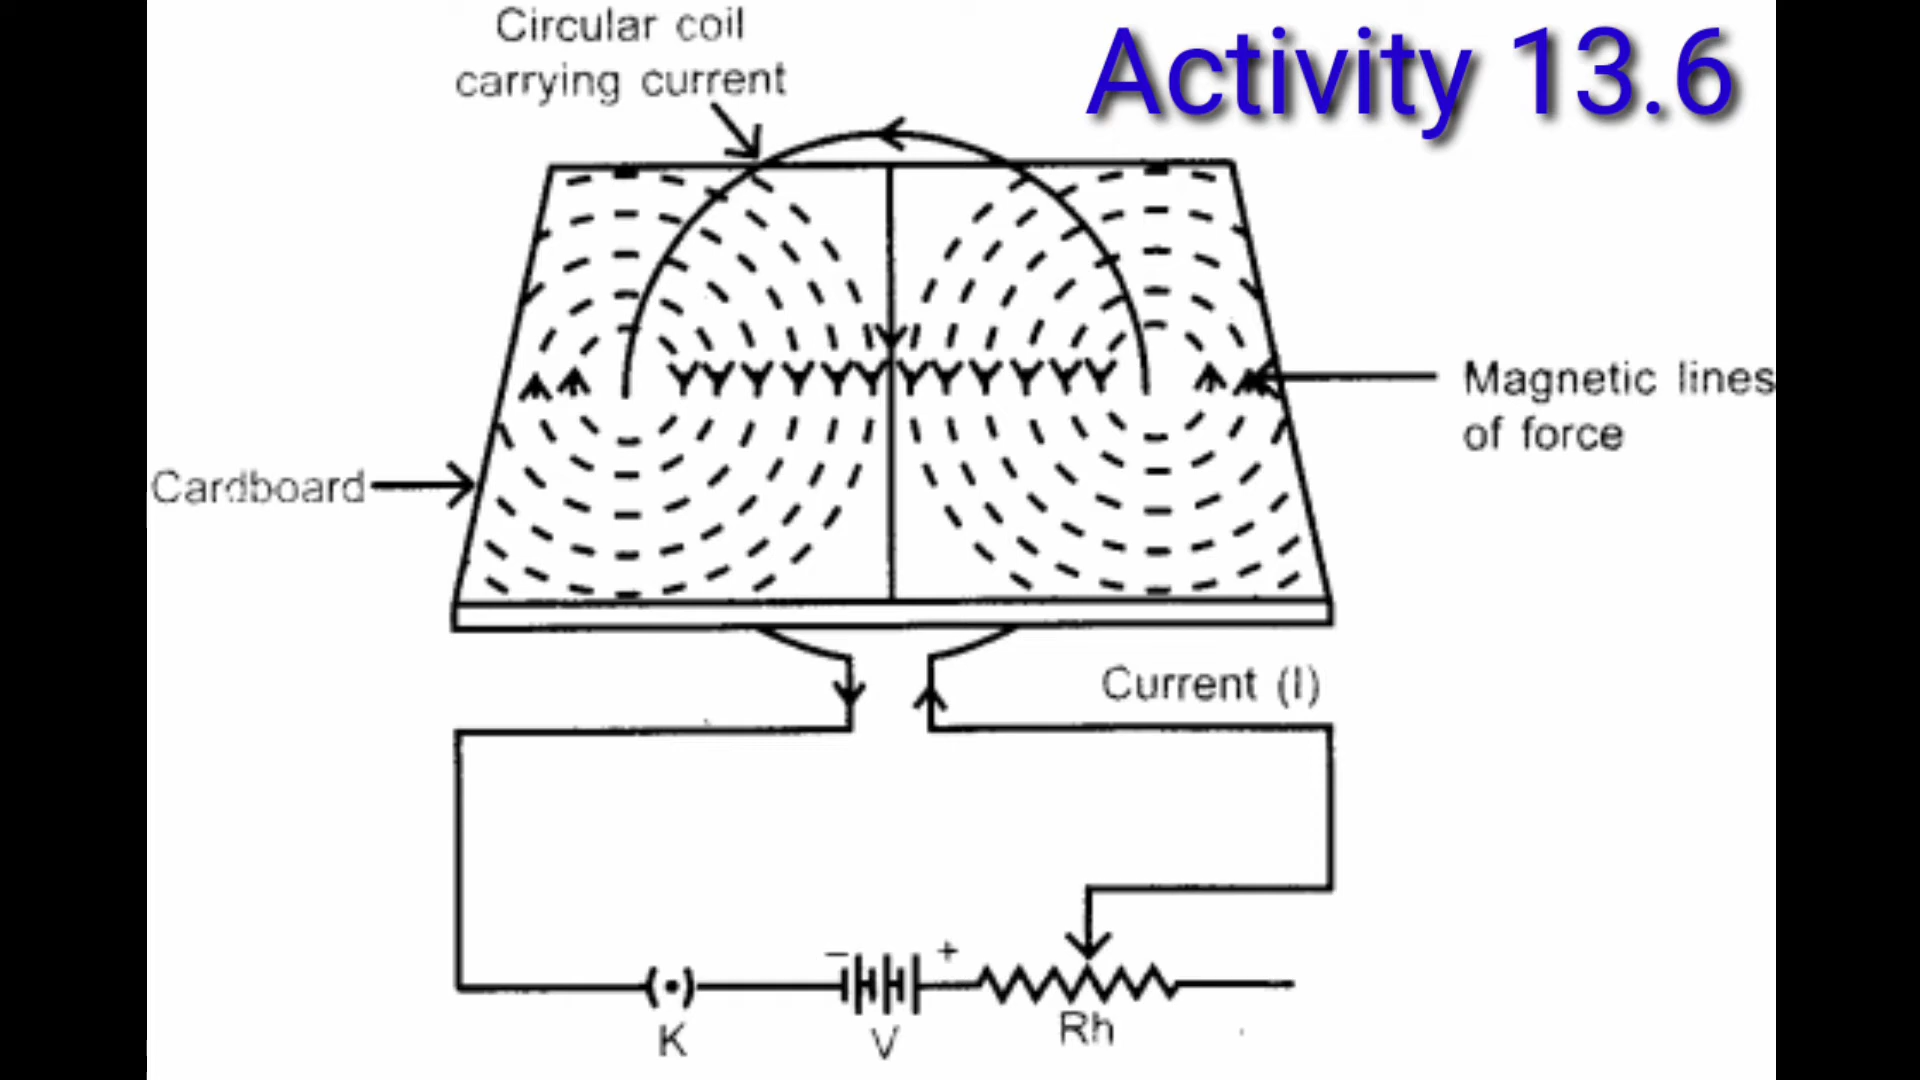 Circular coil
carrying current
Activity 13.6
Magnetic lines
of force
Cardboard
Current (I)
− +
K
V
Rh